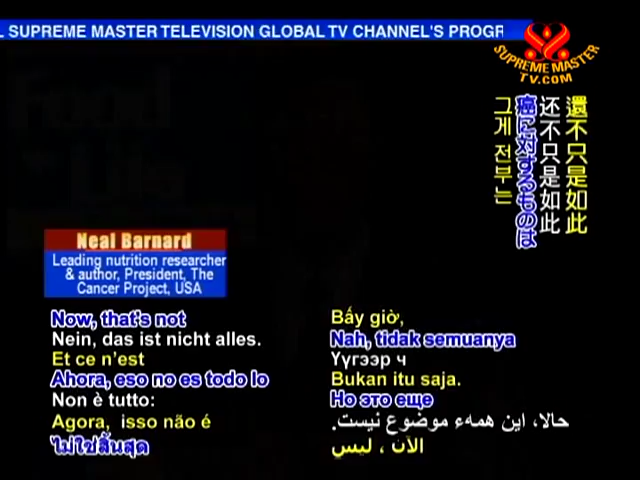 L SUPREME MASTER TELEVISION GLOBAL TV CHANNEL'S PROGR
SUPREME MASTER
TV.COM
還不只是如此
还不只是如此
癌に対するものは
그게 전부는
Neal Barnard
Leading nutrition researcher
& author, President, The
Cancer Project, USA
Now, that's not
Nein, das ist nicht alles.
Et ce n'est
Ahora, eso no es todo lo
Non è tutto:
Agora, isso não é
ไม่ใช่สิ้นสุด
Bấy giờ,
Nah, tidak semuanya
Үүгээр ч
Bukan itu saja.
Но это еще
حالا، این همهء موضوع نیست.
الآن ، ليس